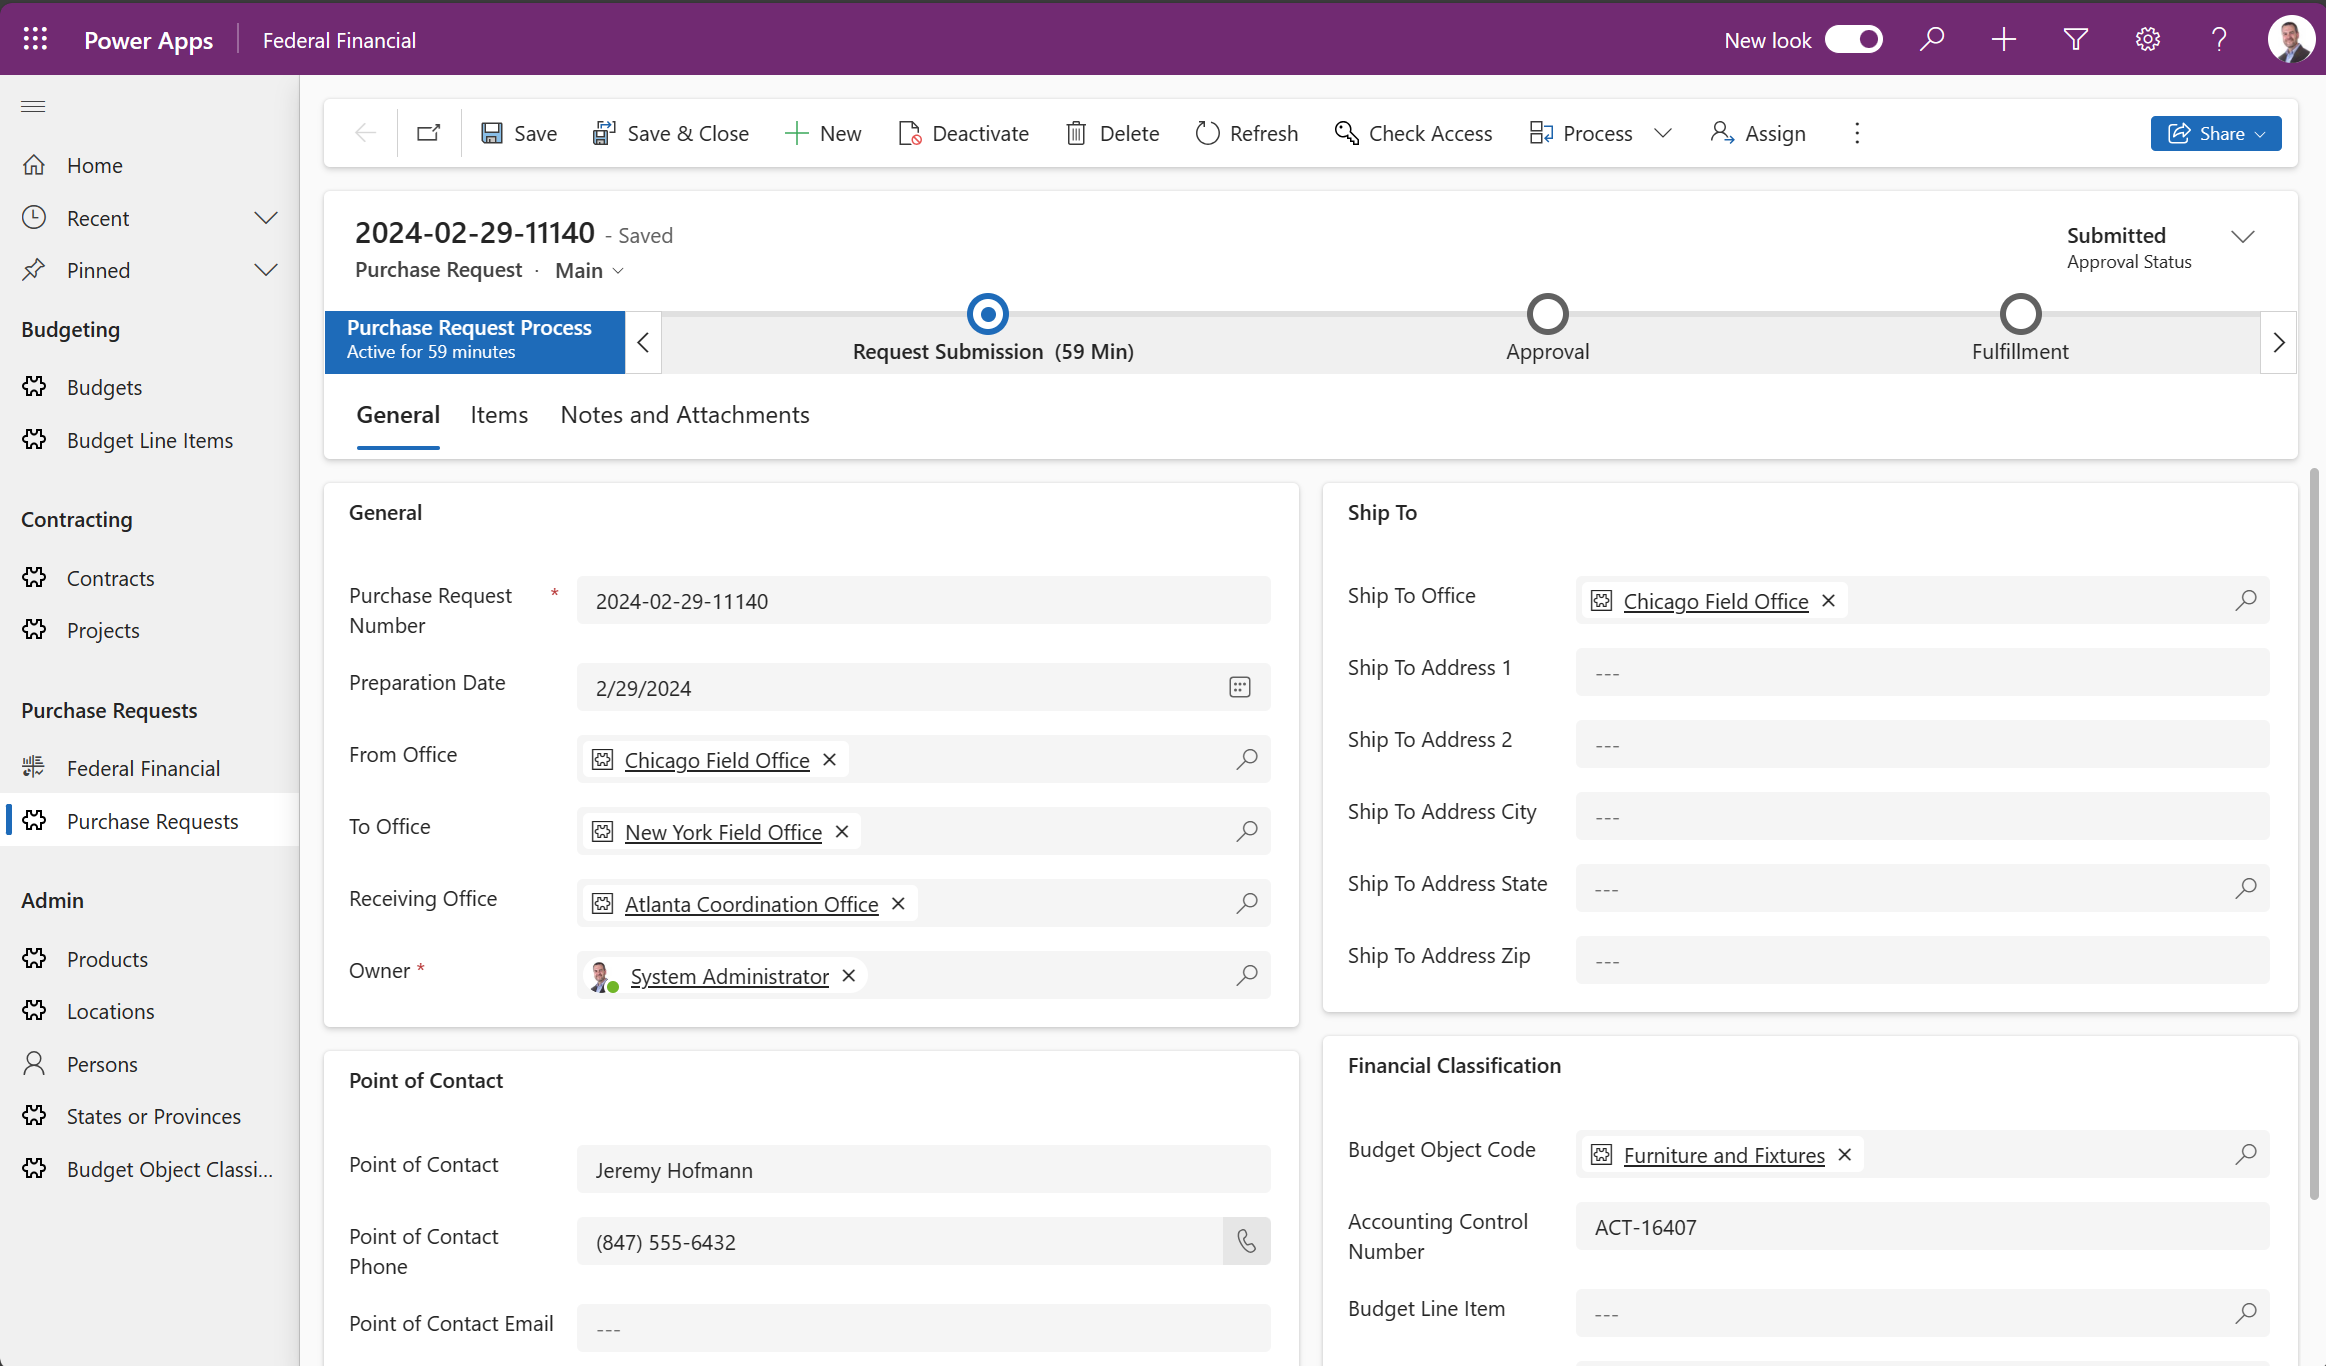 Power Apps
Federal Financial
New look
Home
Recent
Pinned
Budgeting
Budgets
Budget Line Items
Contracting
Contracts
Projects
Purchase Requests
Federal Financial
Purchase Requests
Admin
Products
Locations
Persons
States or Provinces
Budget Object Classi...
Save
Save & Close
New
Deactivate
Delete
Refresh
Check Access
Process
Assign
Share
2024-02-29-11140 - Saved
Purchase Request · Main
Submitted
Approval Status
Purchase Request Process
Active for 59 minutes
Request Submission (59 Min)
Approval
Fulfillment
General
Items
Notes and Attachments
General
Purchase Request *
Number
2024-02-29-11140
Preparation Date
2/29/2024
From Office
Chicago Field Office
To Office
New York Field Office
Receiving Office
Atlanta Coordination Office
Owner *
System Administrator
Point of Contact
Point of Contact
Jeremy Hofmann
Point of Contact
Phone
(847) 555-6432
Point of Contact Email
---
Ship To
Ship To Office
Chicago Field Office
Ship To Address 1
---
Ship To Address 2
---
Ship To Address City
---
Ship To Address State
---
Ship To Address Zip
---
Financial Classification
Budget Object Code
Furniture and Fixtures
Accounting Control
Number
ACT-16407
Budget Line Item
---